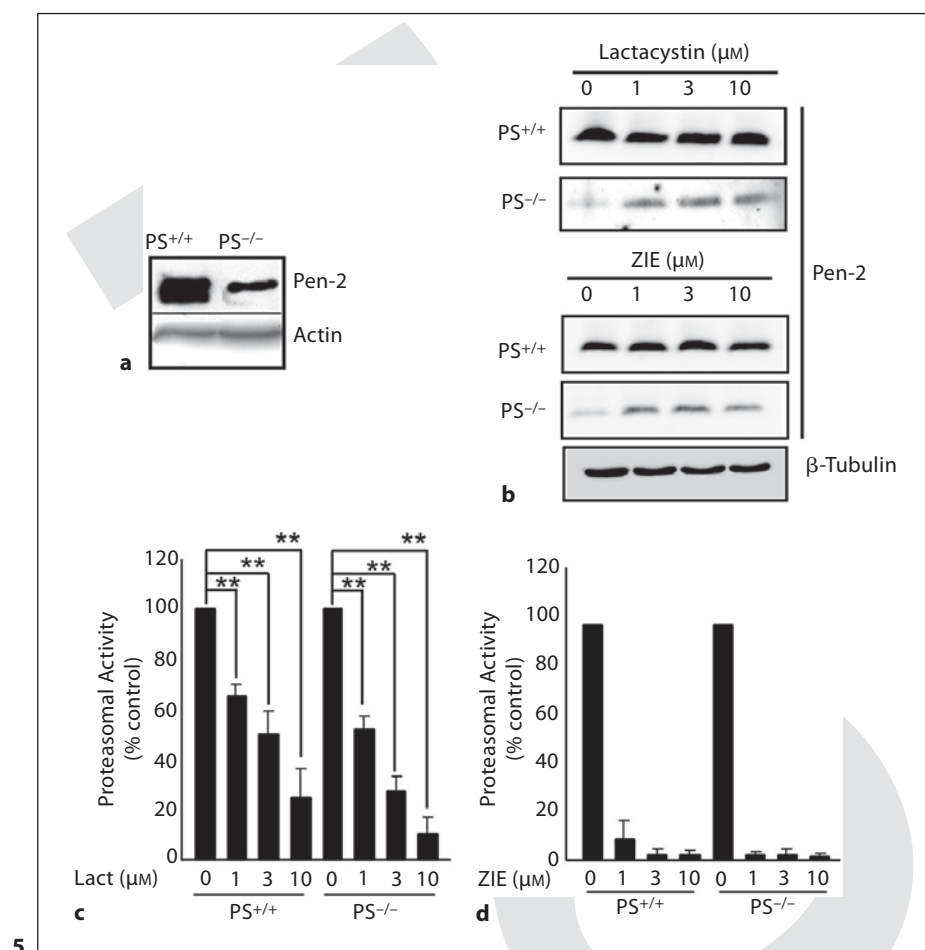 PS+/+ PS−/−
Pen-2
Actin
a
Lactacystin (µM)
0 1 3 10
PS+/+
PS−/−
ZIE (µM)
0 1 3 10
PS+/+
PS−/−
Pen-2
β-Tubulin
b
120
100
80
60
40
20
0
Proteasomal Activity
(% control)
** ** ** ** ** **
Lact (µM) 0 1 3 10 0 1 3 10
PS+/+ PS−/−
c
120
100
80
60
40
20
0
Proteasomal Activity
(% control)
ZIE (µM) 0 1 3 10 0 1 3 10
PS+/+ PS−/−
d
5